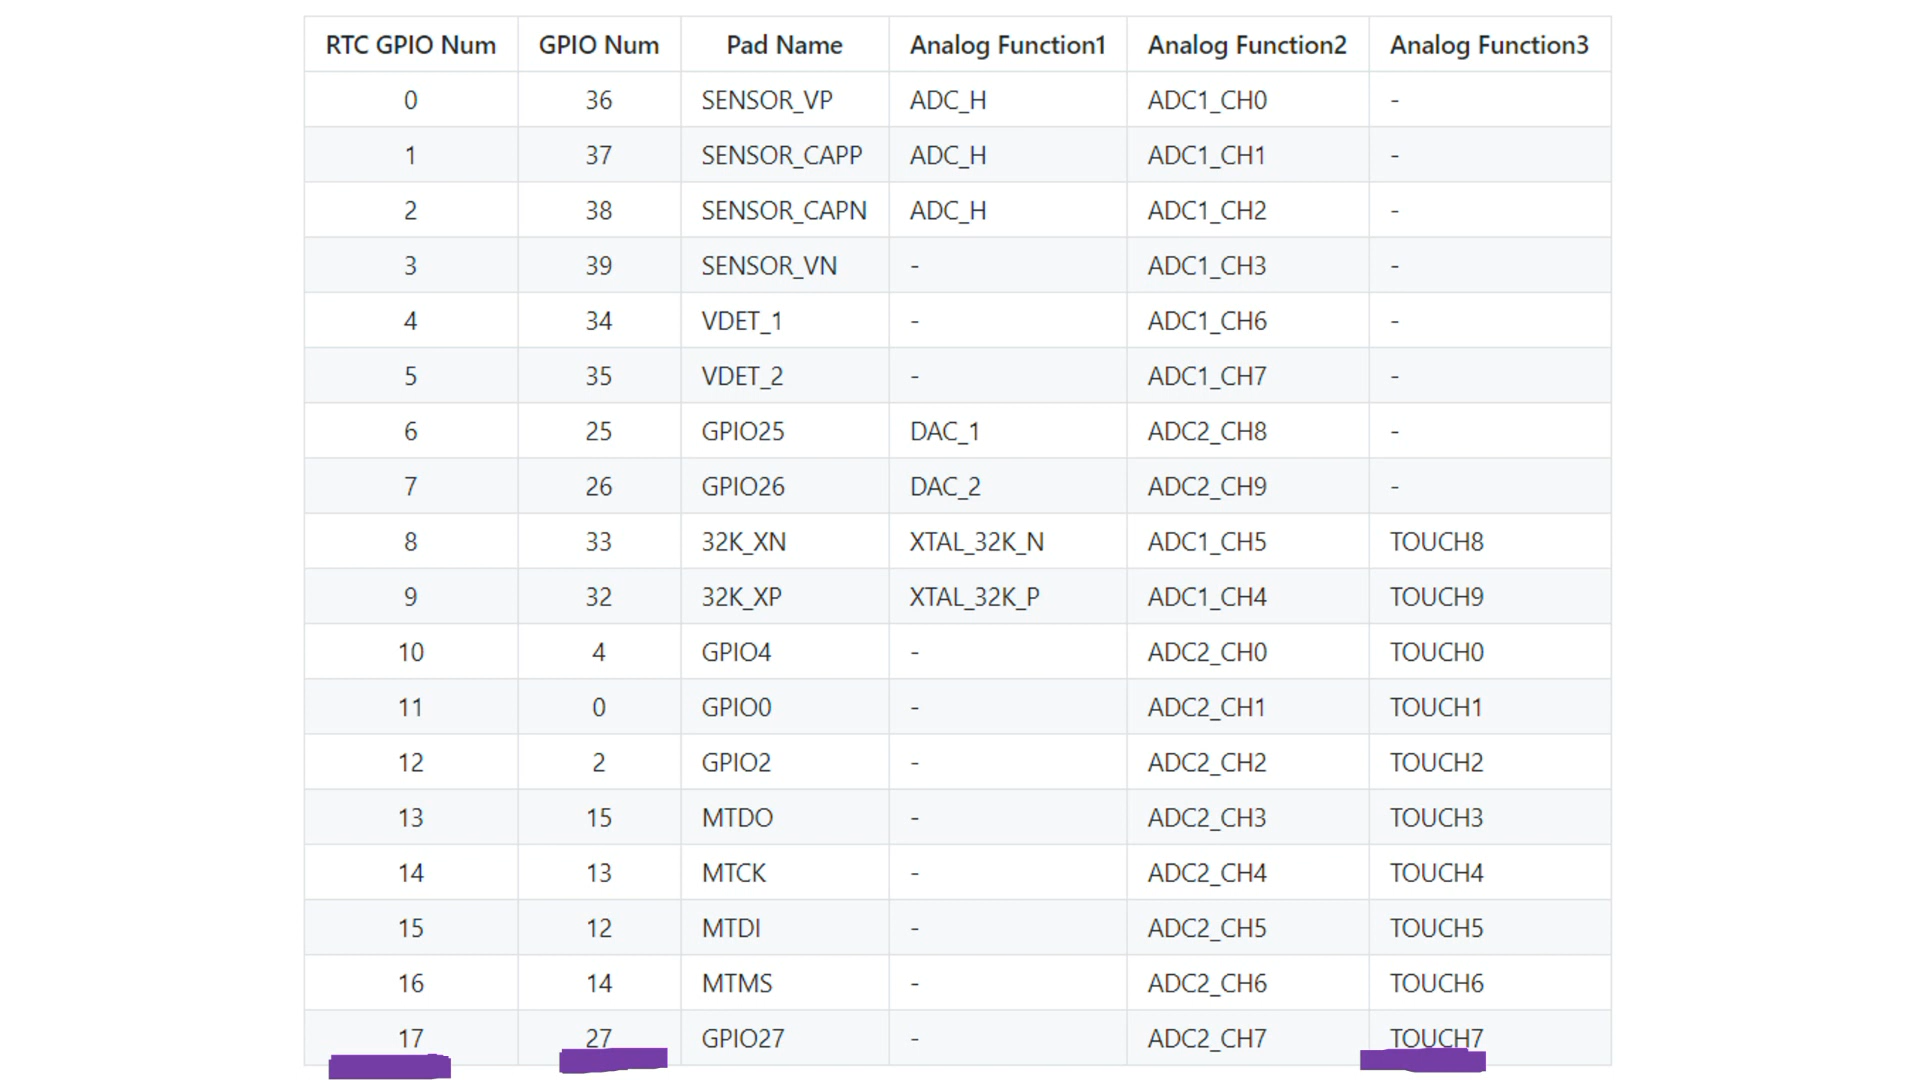 RTC GPIO Num GPIO Num Pad Name Analog Function1 Analog Function2 Analog Function3
0 36 SENSOR_VP ADC_H ADC1_CH0 -
1 37 SENSOR_CAPP ADC_H ADC1_CH1 -
2 38 SENSOR_CAPN ADC_H ADC1_CH2 -
3 39 SENSOR_VN - ADC1_CH3 -
4 34 VDET_1 - ADC1_CH6 -
5 35 VDET_2 - ADC1_CH7 -
6 25 GPIO25 DAC_1 ADC2_CH8 -
7 26 GPIO26 DAC_2 ADC2_CH9 -
8 33 32K_XN XTAL_32K_N ADC1_CH5 TOUCH8
9 32 32K_XP XTAL_32K_P ADC1_CH4 TOUCH9
10 4 GPIO4 - ADC2_CH0 TOUCH0
11 0 GPIO0 - ADC2_CH1 TOUCH1
12 2 GPIO2 - ADC2_CH2 TOUCH2
13 15 MTDO - ADC2_CH3 TOUCH3
14 13 MTCK - ADC2_CH4 TOUCH4
15 12 MTDI - ADC2_CH5 TOUCH5
16 14 MTMS - ADC2_CH6 TOUCH6
17 27 GPIO27 - ADC2_CH7 TOUCH7